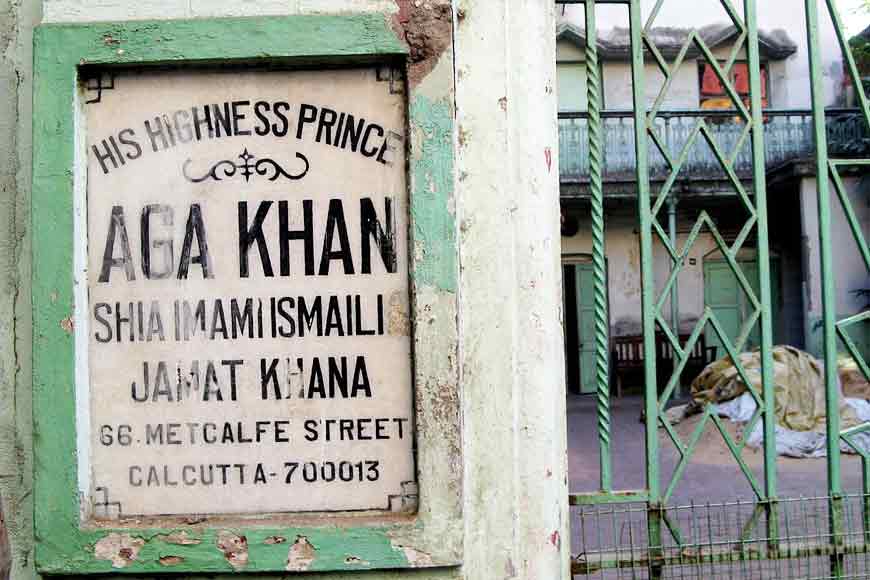 HIS HIGHNESS PRINCE
AGA KHAN
SHIA IMAMI ISMAILI
JAMAT KHANA
66. METCALFE STREET
CALCUTTA-700013